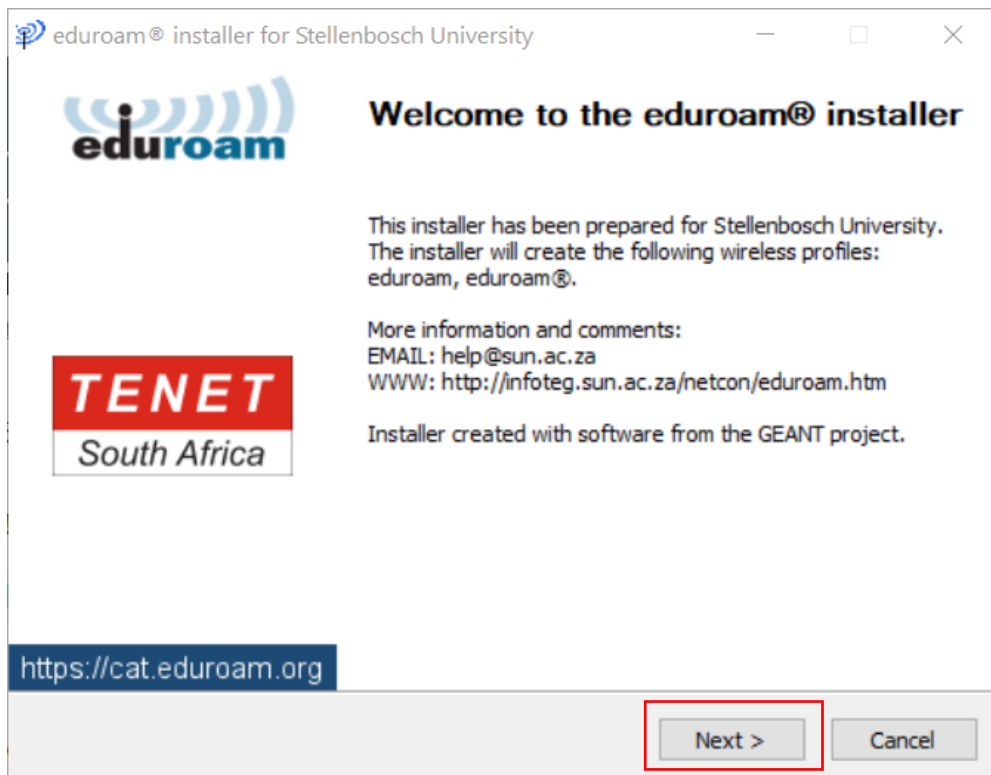 eduroam® installer for Stellenbosch University
eduroam
Welcome to the eduroam® installer
This installer has been prepared for Stellenbosch University.
The installer will create the following wireless profiles:
eduroam, eduroam®.
More information and comments:
EMAIL: help@sun.ac.za
WWW: http://infoteg.sun.ac.za/netcon/eduroam.htm
Installer created with software from the GEANT project.
TENET
South Africa
https://cat.eduroam.org
Next >
Cancel